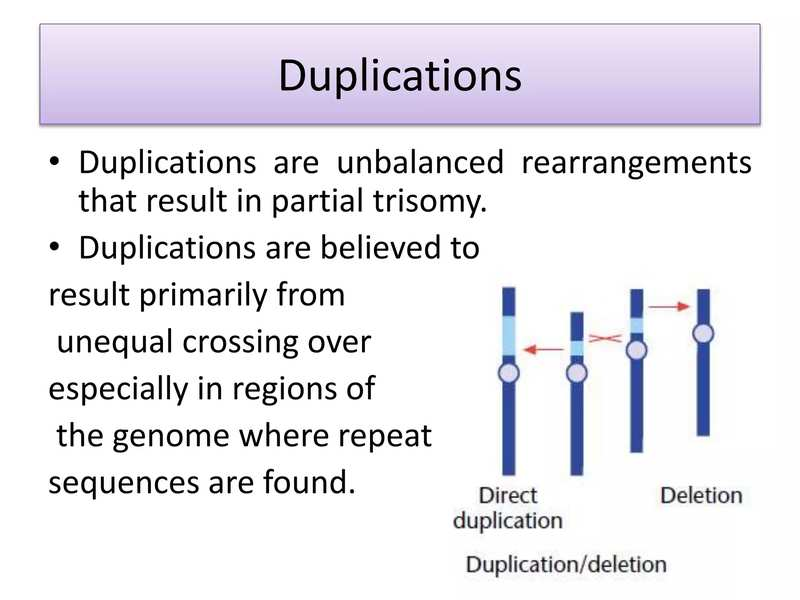 Duplications
• Duplications are unbalanced rearrangements
that result in partial trisomy.
• Duplications are believed to
result primarily from
unequal crossing over
especially in regions of
the genome where repeat
sequences are found.
Direct
duplication
Deletion
Duplication/deletion